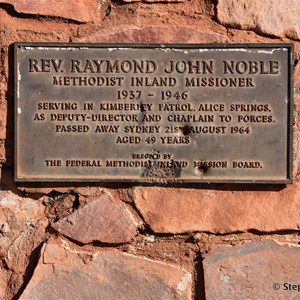 REV. RAYMOND JOHN NOBLE
METHODIST INLAND MISSIONER
1937 - 1946
SERVING IN KIMBERLEY PATROL, ALICE SPRINGS,
AS DEPUTY-DIRECTOR AND CHAPLAIN TO FORCES.
PASSED AWAY SYDNEY 21ST AUGUST 1964
AGED 49 YEARS
ERECTED BY
THE FEDERAL METHODIST INLAND MISSION BOARD.
© Step